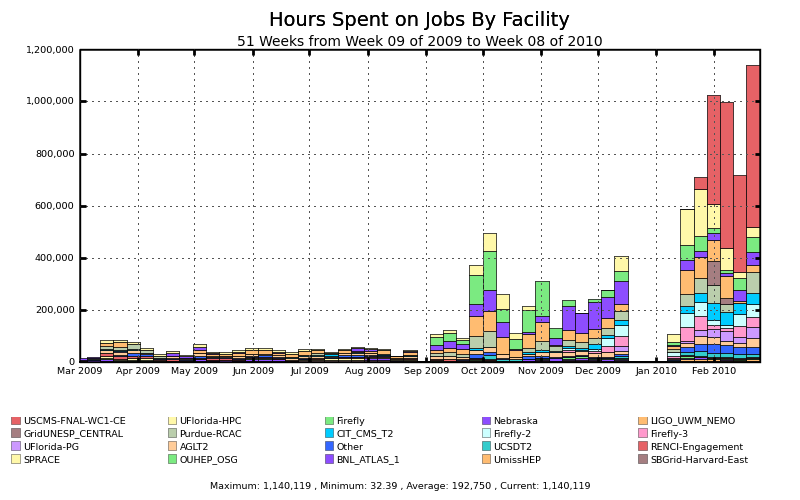 Hours Spent on Jobs By Facility
51 Weeks from Week 09 of 2009 to Week 08 of 2010
1,200,000
1,000,000
800,000
600,000
400,000
200,000
0
Mar 2009 Apr 2009 May 2009 Jun 2009 Jul 2009 Aug 2009 Sep 2009 Oct 2009 Nov 2009 Dec 2009 Jan 2010 Feb 2010
USCMS-FNAL-WC1-CE UFlorida-HPC Firefly Nebraska LIGO_UWM_NEMO
GridUNESP_CENTRAL Purdue-RCAC CIT_CMS_T2 Firefly-2 Firefly-3
UFlorida-PG AGLT2 Other UCSDT2 RENCI-Engagement
SPRACE OUHEP_OSG BNL_ATLAS_1 UmissHEP SBGrid-Harvard-East
Maximum: 1,140,119 , Minimum: 32.39 , Average: 192,750 , Current: 1,140,119